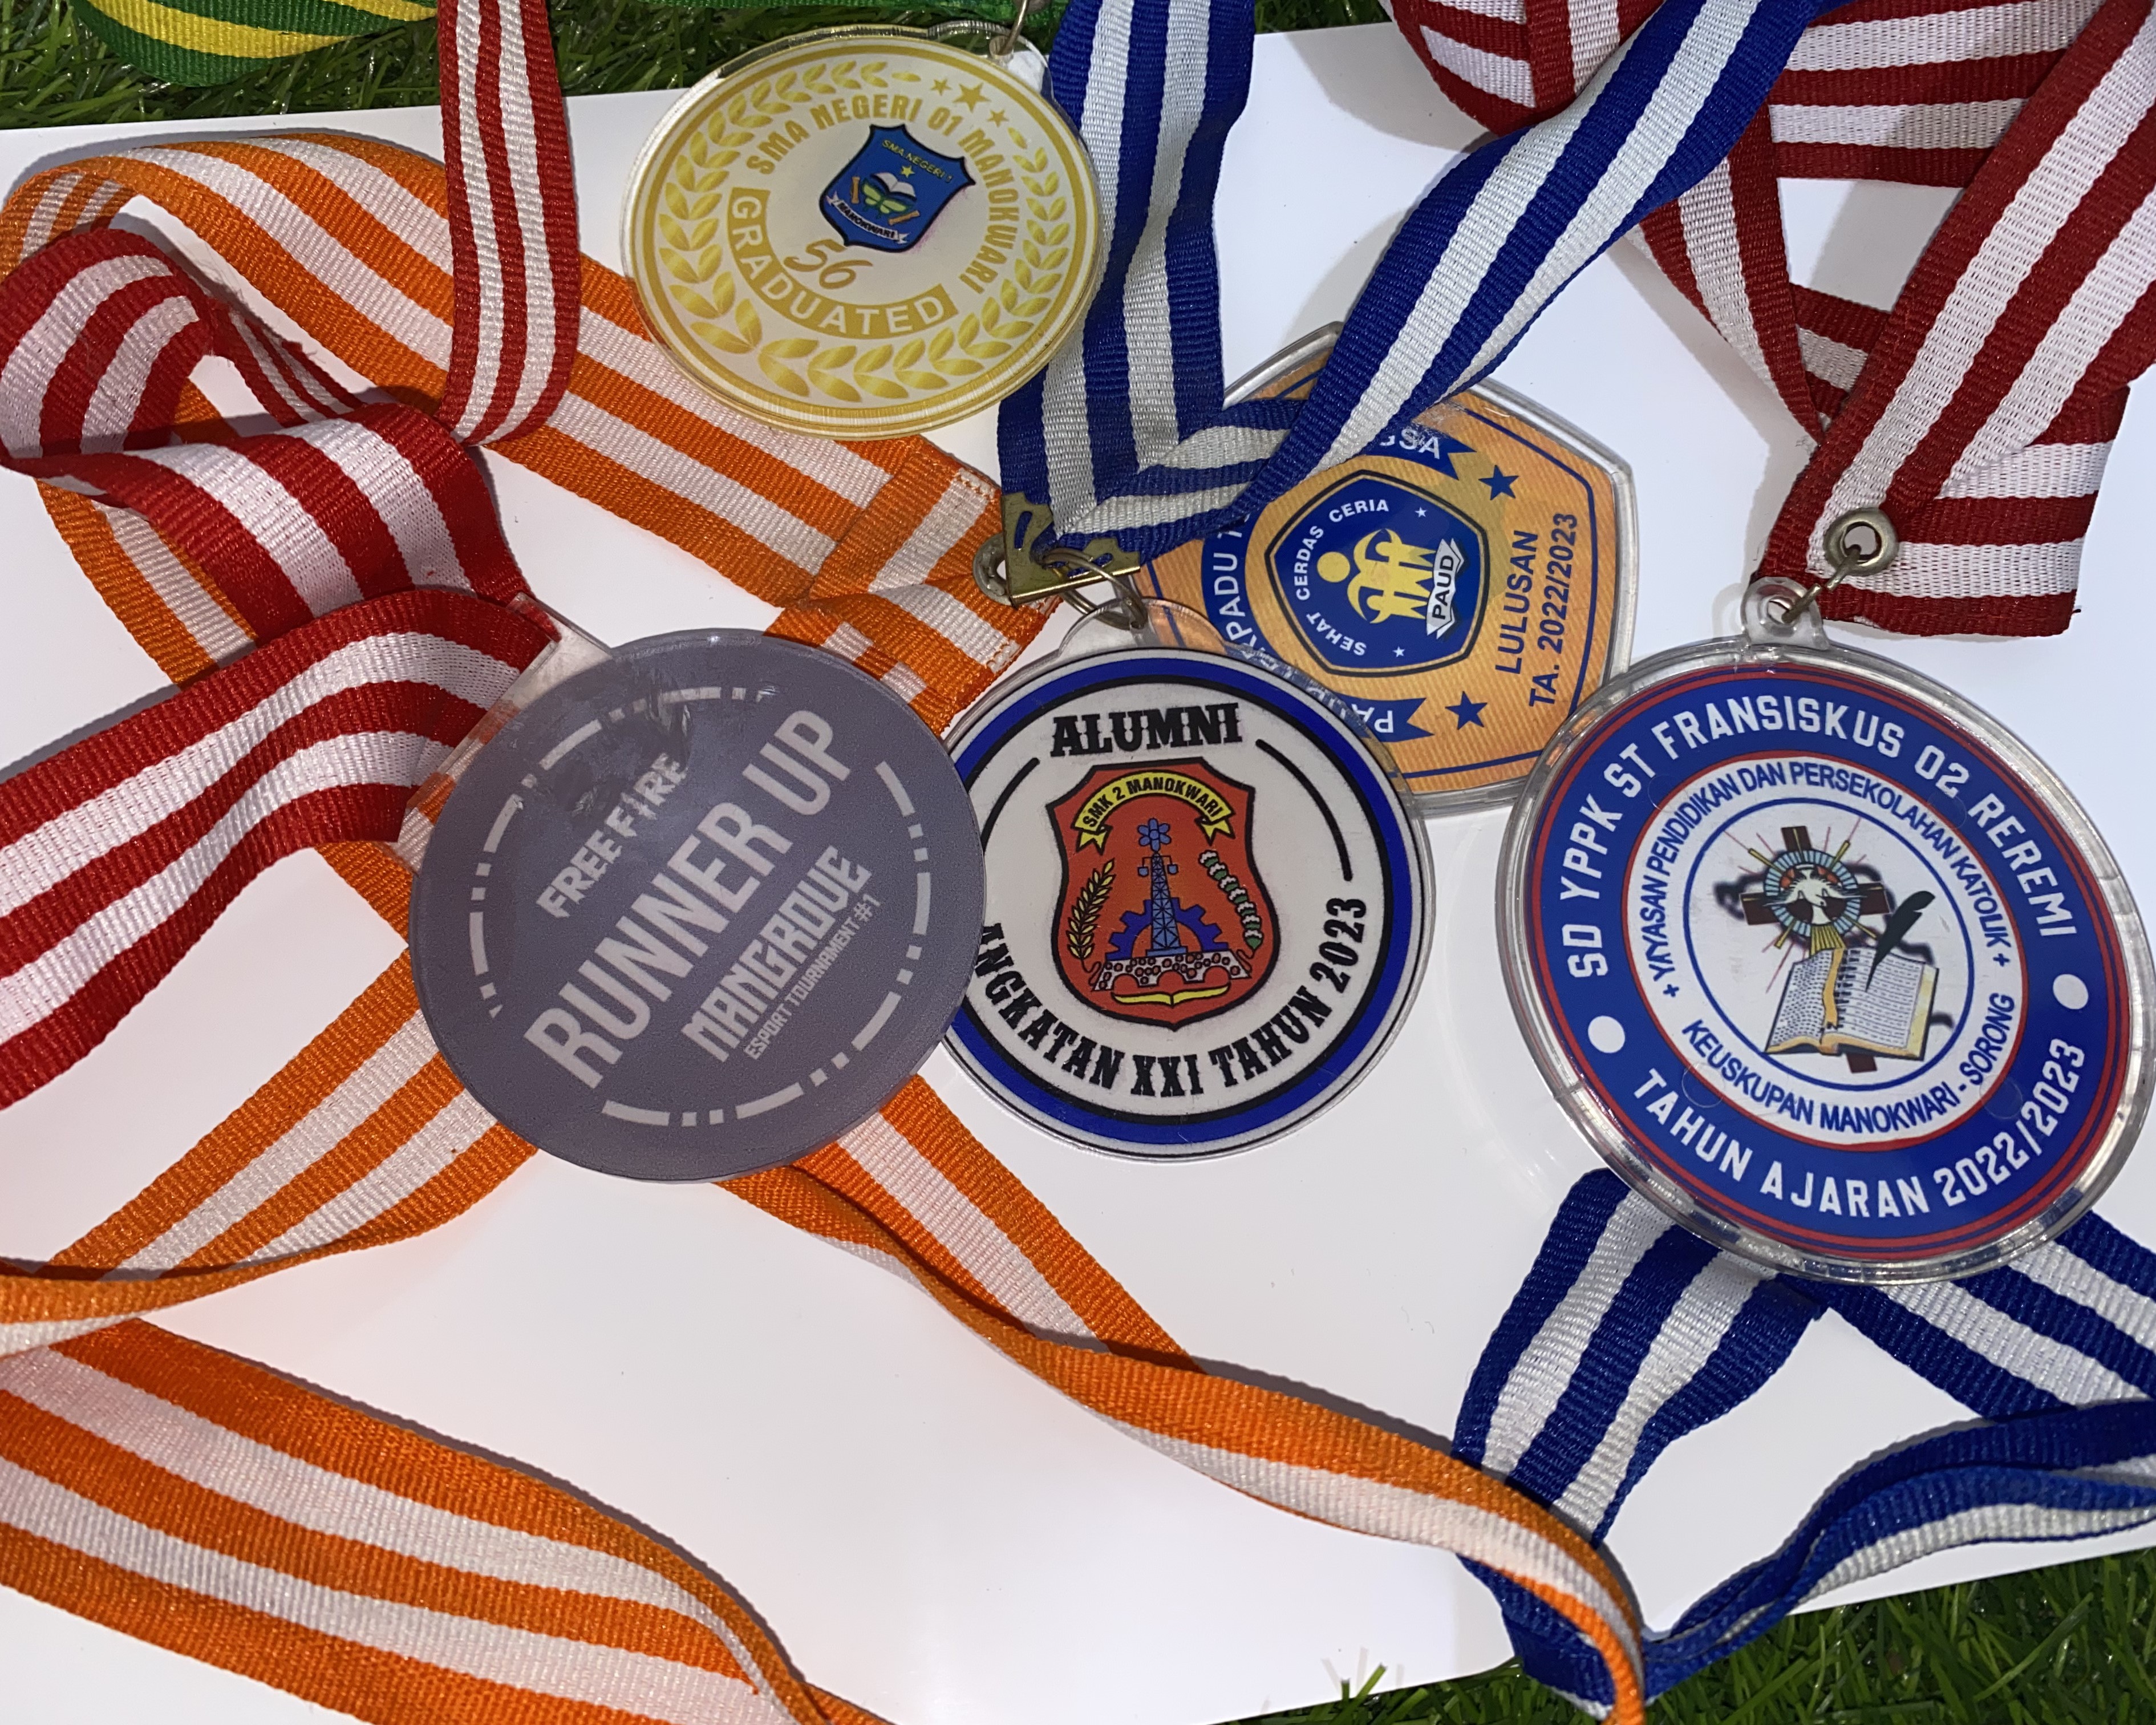 SMA NEGERI 01 MANOKWARI
SMA NEGERI 1
MANOKWARI
56
GRADUATED
SEHAT CERDAS CERIA
PAUD
LULUSAN
TA. 2022/2023
PAUD
FREE FIRE
RUNNER UP
MANGROVE
ESPORT TOURNAMENT #1
ALUMNI
SMK 2 MANOKWARI
ANGKATAN XXI TAHUN 2023
SD YPPK ST FRANSISKUS 02 REREMI
+ YAYASAN PENDIDIKAN DAN PERSEKOLAHAN KATOLIK +
KEUSKUPAN MANOKWARI - SORONG
TAHUN AJARAN 2022/2023